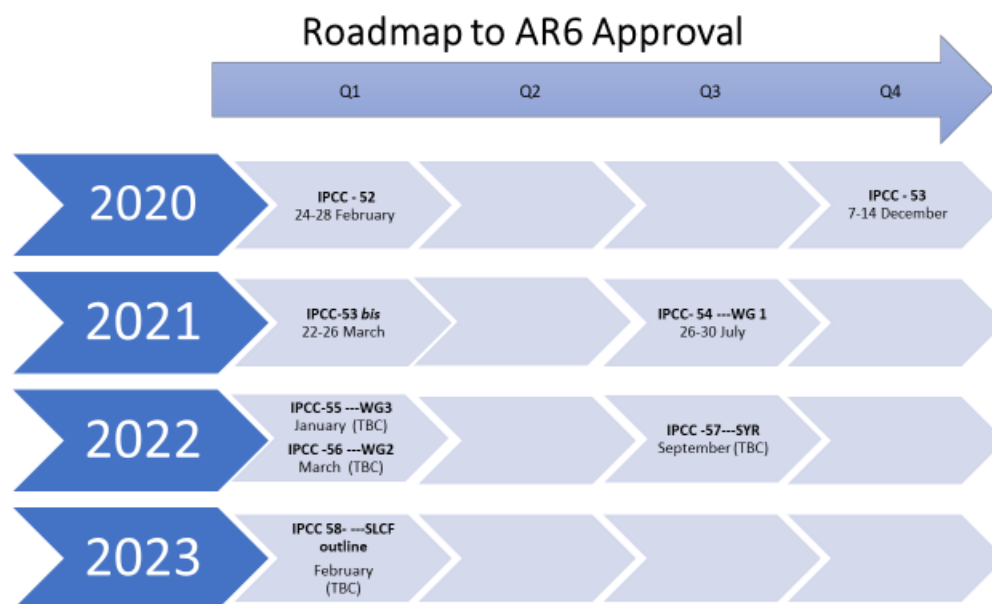 Roadmap to AR6 Approval
Q1
Q2
Q3
Q4
2020
IPCC - 52
24-28 February
IPCC - 53
7-14 December
2021
IPCC-53 bis
22-26 March
IPCC- 54 ---WG 1
26-30 July
2022
IPCC-55 ---WG3
January (TBC)
IPCC -56 ---WG2
March (TBC)
IPCC -57---SYR
September (TBC)
2023
IPCC 58- ---SLCF
outline
February
(TBC)